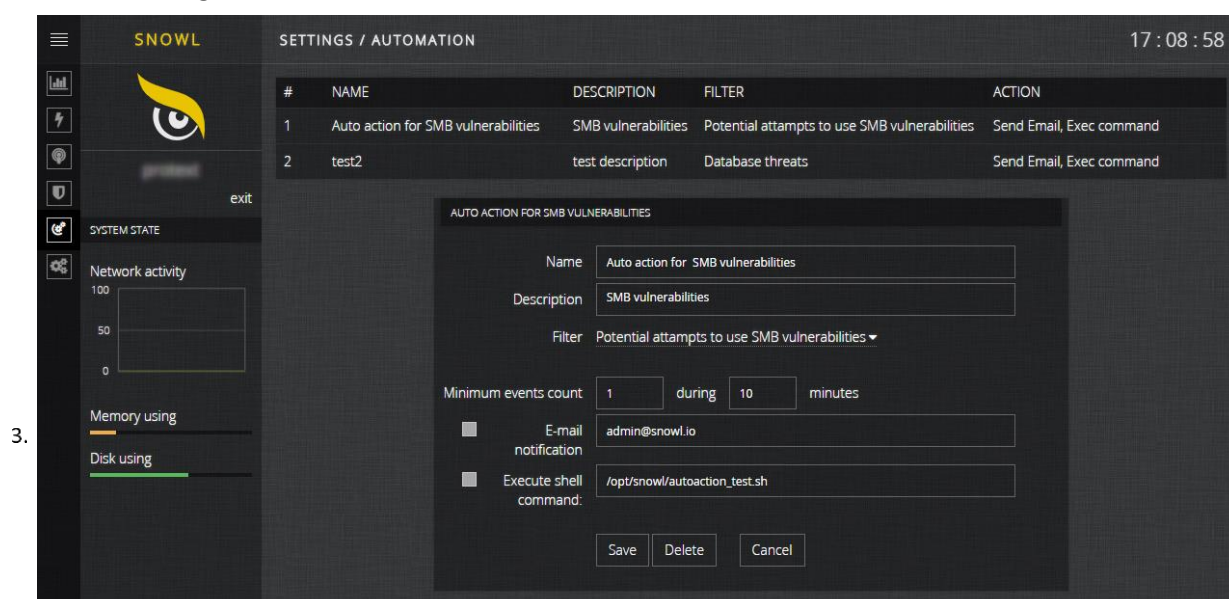 SNOWL
SETTINGS / AUTOMATION
17 : 08 : 58
# NAME DESCRIPTION FILTER ACTION
1 Auto action for SMB vulnerabilities SMB vulnerabilities Potential attampts to use SMB vulnerabilities Send Email, Exec command
2 test2 test description Database threats Send Email, Exec command
exit
SYSTEM STATE
Network activity
100
50
0
Memory using
Disk using
3.
AUTO ACTION FOR SMB VULNERABILITIES
Name Auto action for SMB vulnerabilities
Description SMB vulnerabilities
Filter Potential attampts to use SMB vulnerabilities
Minimum events count 1 during 10 minutes
E-mail notification admin@snowl.io
Execute shell command: /opt/snowl/autoaction_test.sh
Save Delete Cancel